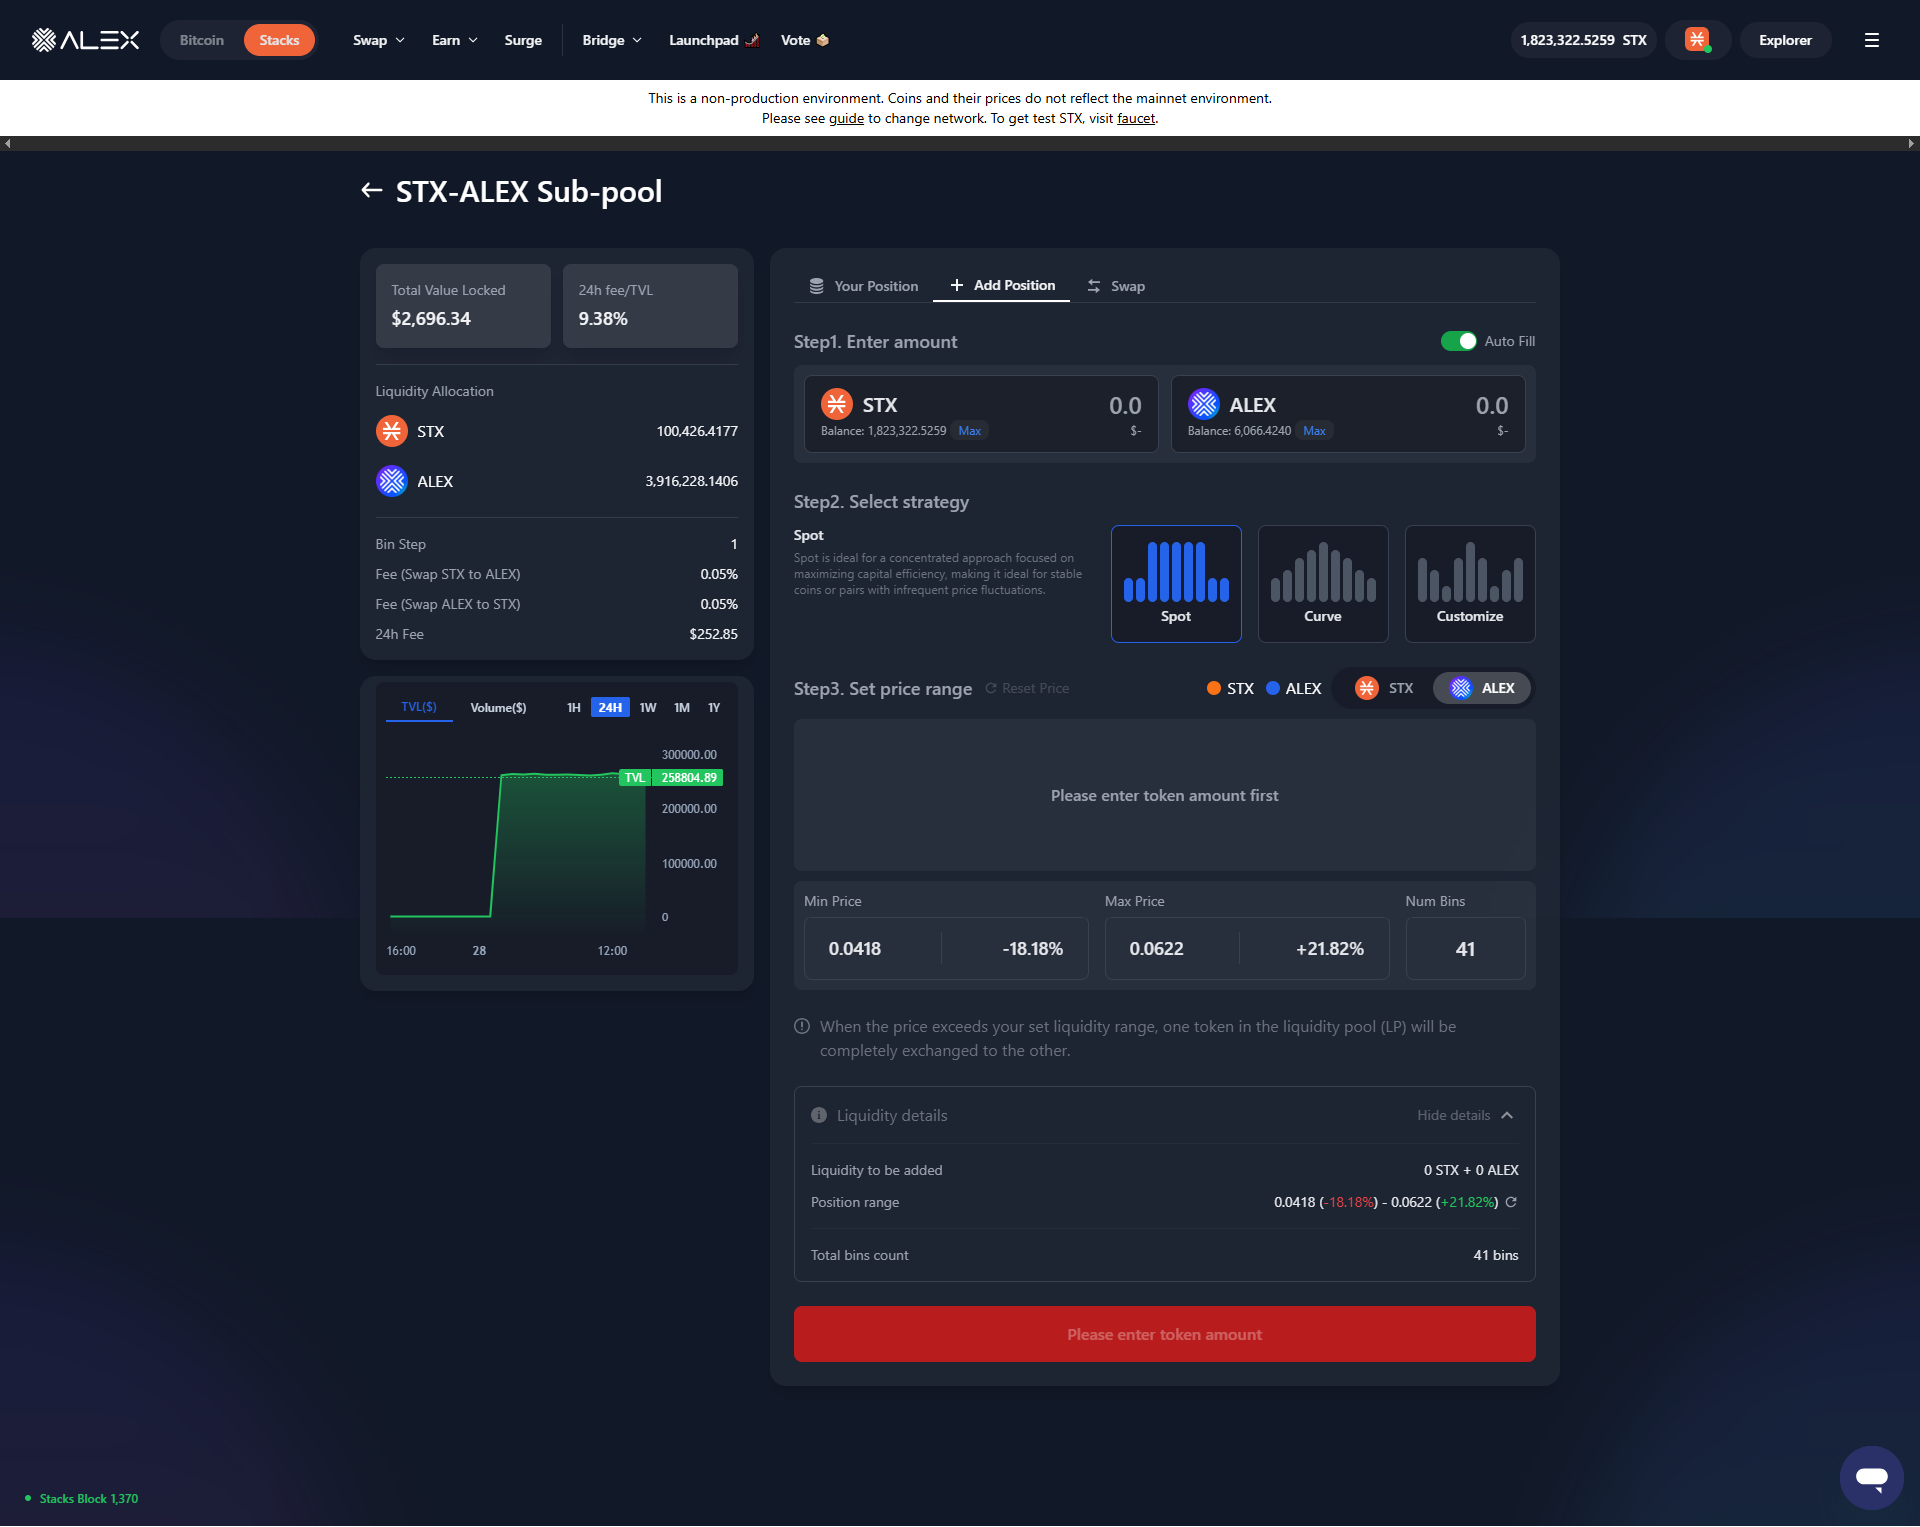 ALEX
Bitcoin
Stacks
Swap
Earn
Surge
Bridge
Launchpad
Vote
1,823,322.5259 STX
Explorer
This is a non-production environment. Coins and their prices do not reflect the mainnet environment.
Please see guide to change network. To get test STX, visit faucet.
STX-ALEX Sub-pool
Total Value Locked
$2,696.34
24h fee/TVL
9.38%
Liquidity Allocation
STX
100,426.4177
ALEX
3,916,228.1406
Bin Step
1
Fee (Swap STX to ALEX)
0.05%
Fee (Swap ALEX to STX)
0.05%
24h Fee
$252.85
TVL($)
Volume($)
1H
24H
1W
1M
1Y
300000.00
TVL
258804.89
200000.00
100000.00
0
16:00
28
12:00
Your Position
Add Position
Swap
Step1. Enter amount
Auto Fill
STX
0.0
Balance: 1,823,322.5259
Max
$-
ALEX
0.0
Balance: 6,066.4240
Max
$-
Step2. Select strategy
Spot
Spot is ideal for a concentrated approach focused on
maximizing capital efficiency, making it ideal for stable
coins or pairs with infrequent price fluctuations.
Spot
Curve
Customize
Step3. Set price range
Reset Price
STX
ALEX
STX
ALEX
Please enter token amount first
Min Price
0.0418
-18.18%
Max Price
0.0622
+21.82%
Num Bins
41
When the price exceeds your set liquidity range, one token in the liquidity pool (LP) will be
completely exchanged to the other.
Liquidity details
Hide details
Liquidity to be added
0 STX + 0 ALEX
Position range
0.0418 (-18.18%) - 0.0622 (+21.82%)
Total bins count
41 bins
Please enter token amount
Stacks Block 1,370